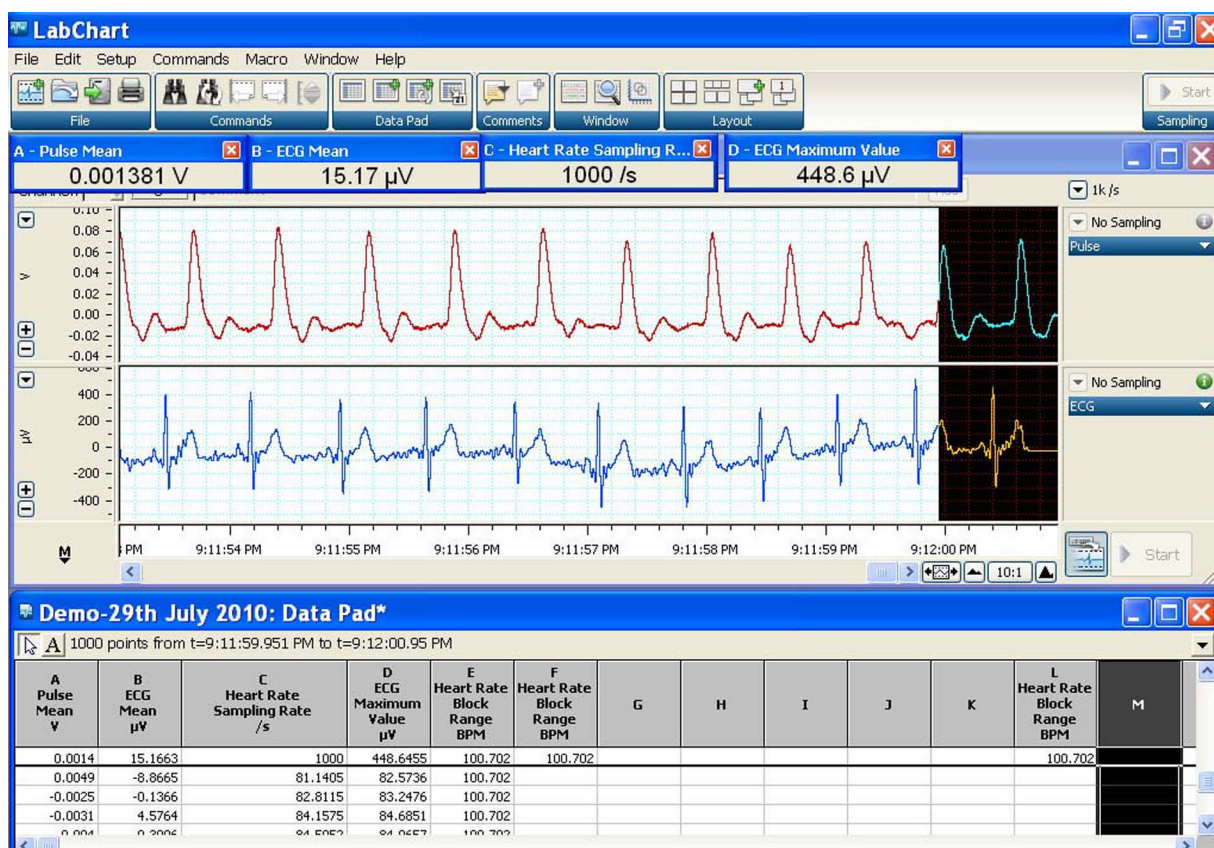 LabChart
File Edit Setup Commands Macro Window Help
File Commands Data Pad Comments Window Layout Start
Sampling
A - Pulse Mean B - ECG Mean C - Heart Rate Sampling R... D - ECG Maximum Value
0.001381 V 15.17 µV 1000 /s 448.6 µV
1k /s
0.10
0.08
0.06
0.04
0.02
0.00
-0.02
-0.04
V
No Sampling
Pulse
400
200
0
-200
-400
µV
No Sampling
ECG
M
PM 9:11:54 PM 9:11:55 PM 9:11:56 PM 9:11:57 PM 9:11:58 PM 9:11:59 PM 9:12:00 PM
10:1
Start
Demo-29th July 2010: Data Pad*
A 1000 points from t=9:11:59.951 PM to t=9:12:00.95 PM
A B C D E F G H I J K L M
Pulse Mean V
ECG Mean µV
Heart Rate Sampling Rate /s
ECG Maximum Value µV
Heart Rate Block Range BPM
Heart Rate Block Range BPM
Heart Rate Block Range BPM
0.0014 15.1663 1000 448.6455 100.702 100.702 100.702
0.0049 -8.8665 81.1405 82.5736 100.702
-0.0025 -0.1366 82.8115 83.2476 100.702
-0.0031 4.5764 84.1575 84.6851 100.702